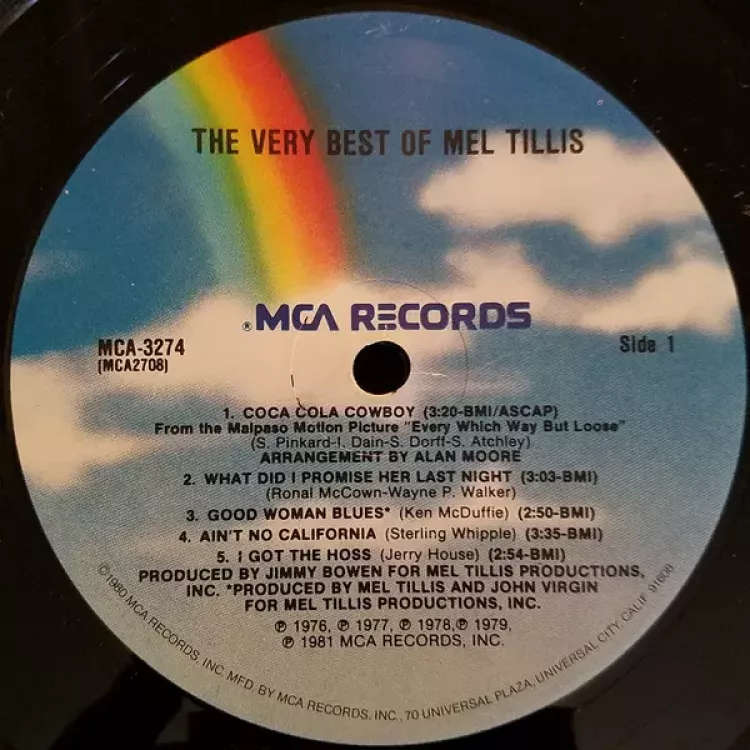 THE VERY BEST OF MEL TILLIS
® MCA RECORDS
MCA-3274
(MCA2708)
Side 1
1. COCA COLA COWBOY (3:20-BMI/ASCAP)
From the Malpaso Motion Picture "Every Which Way But Loose"
(S. Pinkard-I. Dain-S. Dorff-S. Atchley)
ARRANGEMENT BY ALAN MOORE
2. WHAT DID I PROMISE HER LAST NIGHT (3:03-BMI)
(Ronal McCown-Wayne P. Walker)
3. GOOD WOMAN BLUES* (Ken McDuffie) (2:50-BMI)
4. AIN'T NO CALIFORNIA (Sterling Whipple) (3:35-BMI)
5. I GOT THE HOSS (Jerry House) (2:54-BMI)
PRODUCED BY JIMMY BOWEN FOR MEL TILLIS PRODUCTIONS,
INC. *PRODUCED BY MEL TILLIS AND JOHN VIRGIN
FOR MEL TILLIS PRODUCTIONS, INC.
℗ 1976, ℗ 1977, ℗ 1978, ℗ 1979,
℗ 1981 MCA RECORDS, INC.
©1980 MCA RECORDS, INC. MFD. BY MCA RECORDS, INC., 70 UNIVERSAL PLAZA, UNIVERSAL CITY, CALIF. 91608